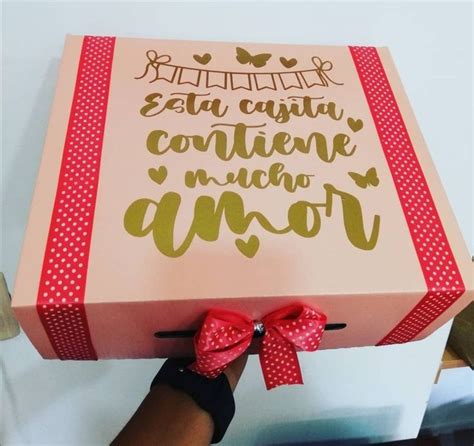 Esta cajita
contiene
mucho
amor